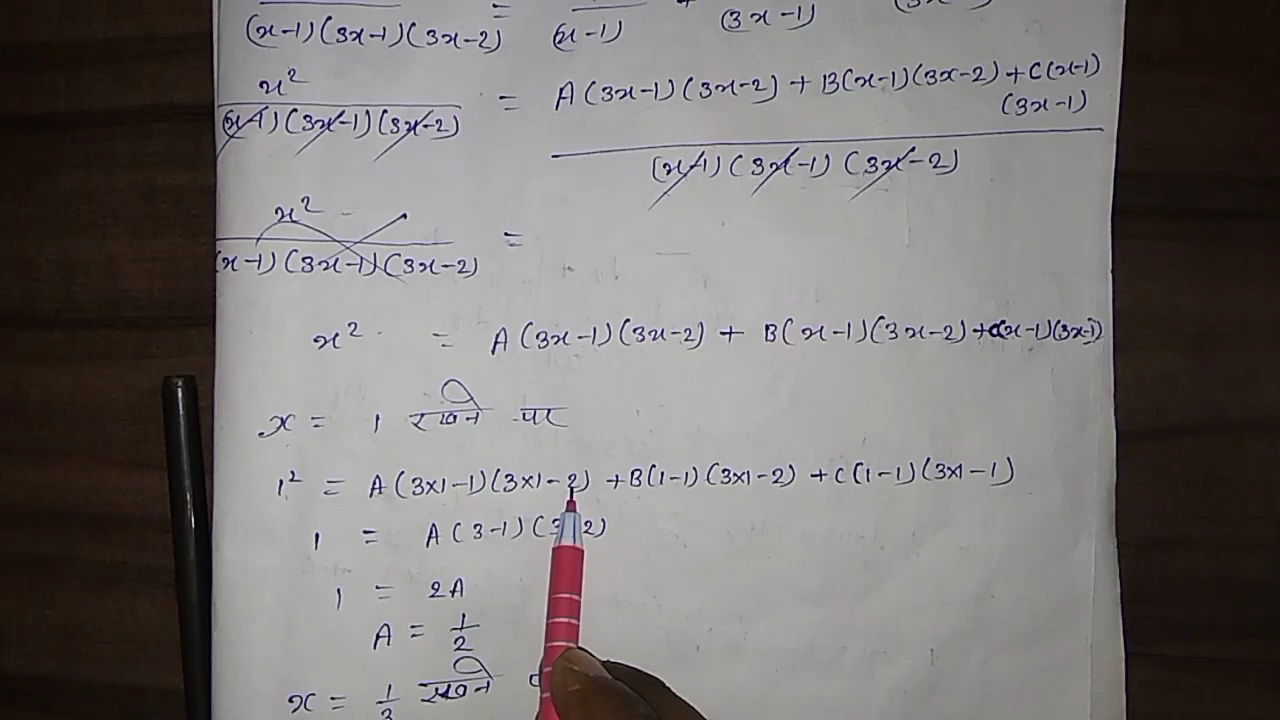 (x-1)(3x-1)(3x-2) = (x-1) + (3x-1)
x²/(x-1)(3x-1)(3x-2) = A(3x-1)(3x-2)+B(x-1)(3x-2)+C(x-1)(3x-1)/(x-1)(3x-1)(3x-2)
x²/(x-1)(3x-1)(3x-2) =
x² = A(3x-1)(3x-2) + B(x-1)(3x-2)+C(x-1)(3x-1)
x = 1 रखने पर
1² = A(3×1-1)(3×1-2)+B(1-1)(3×1-2)+C(1-1)(3×1-1)
1 = A(3-1)(3-2)
1 = 2A
A = 1/2
x = 1/3 रखने